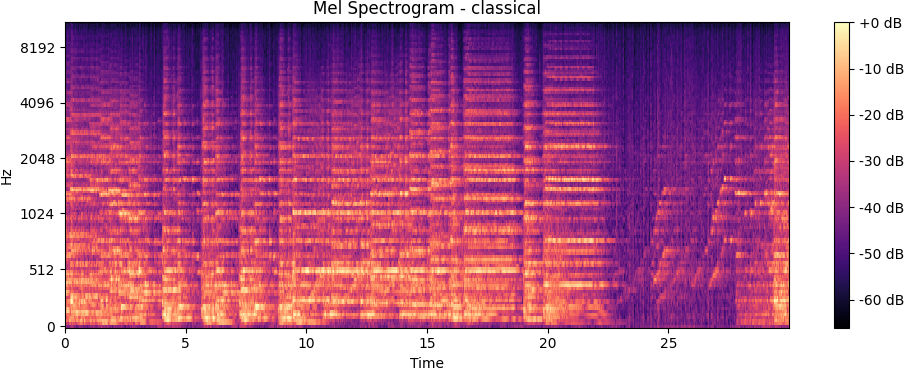 Mel Spectrogram - classical
Hz
8192
4096
2048
1024
512
0
0 5 10 15 20 25
Time
+0 dB
-10 dB
-20 dB
-30 dB
-40 dB
-50 dB
-60 dB